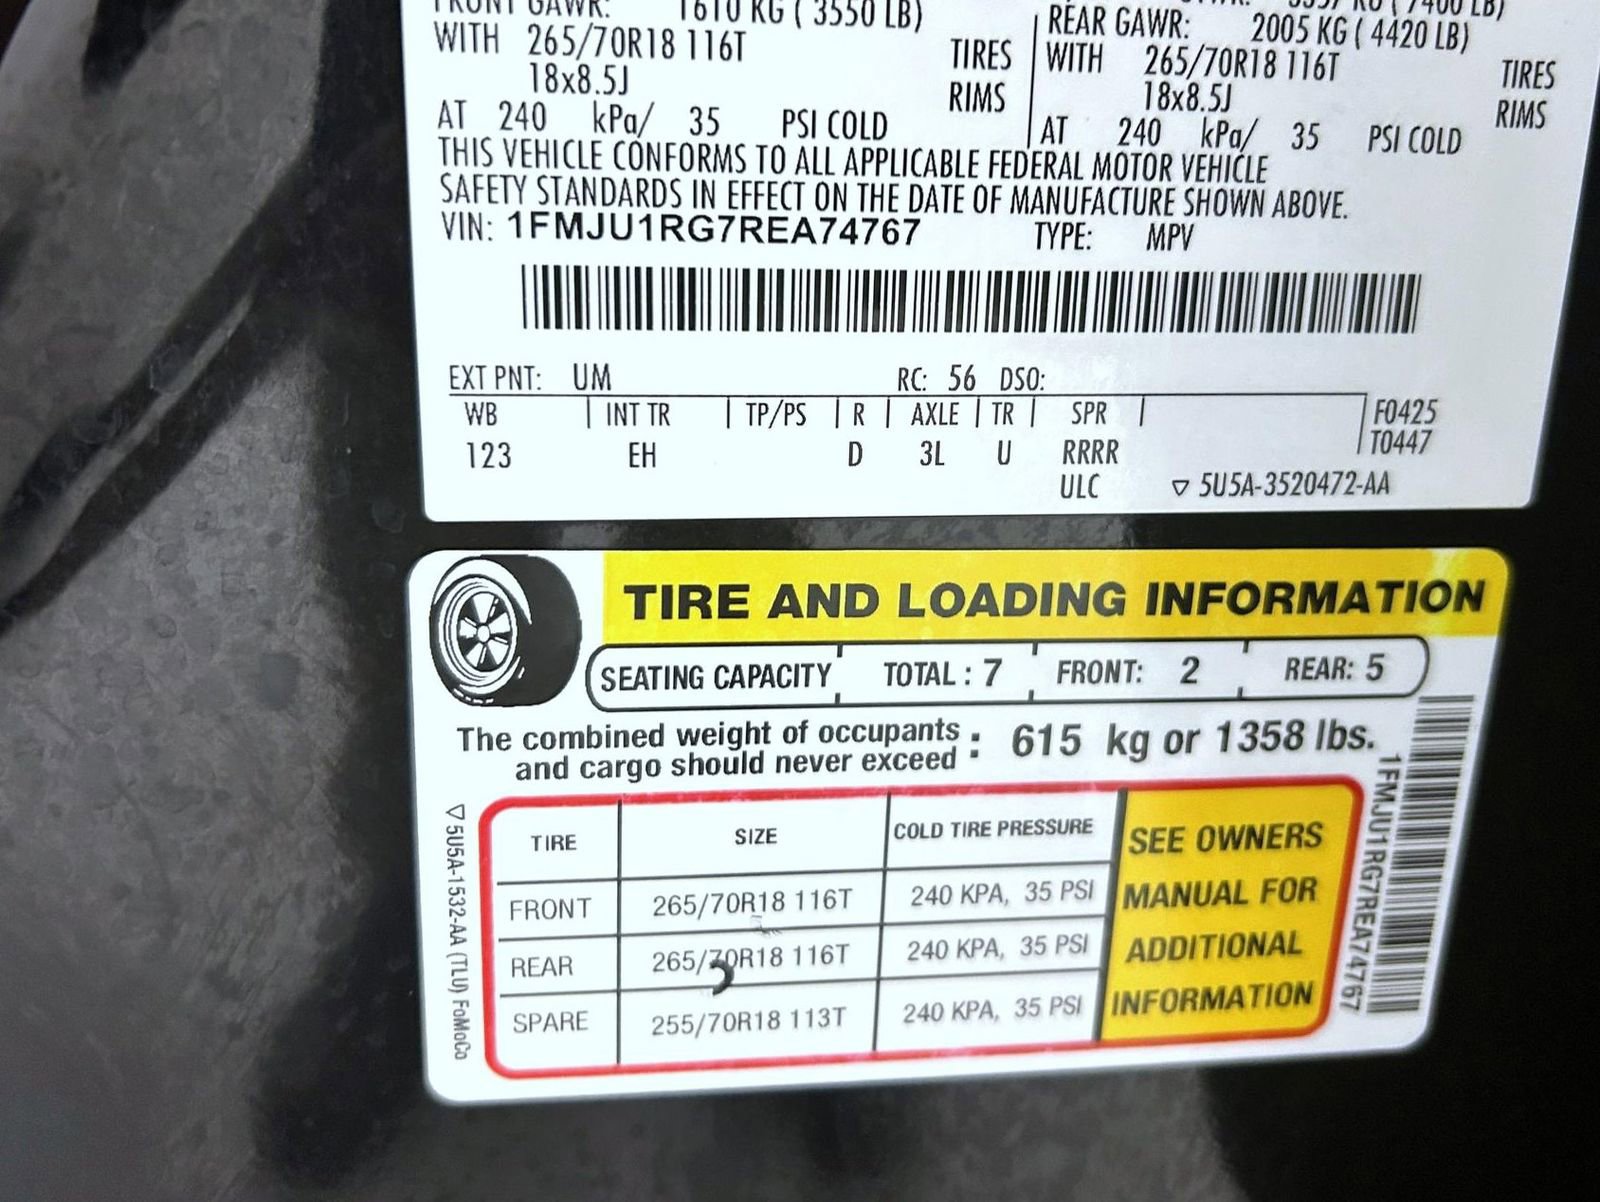 FRONT GAWR: 1610 KG ( 3550 LB)
WITH 265/70R18 116T TIRES
18x8.5J RIMS
AT 240 kPa/ 35 PSI COLD
REAR GAWR: 2005 KG ( 4420 LB)
WITH 265/70R18 116T TIRES
18x8.5J RIMS
AT 240 kPa/ 35 PSI COLD
THIS VEHICLE CONFORMS TO ALL APPLICABLE FEDERAL MOTOR VEHICLE
SAFETY STANDARDS IN EFFECT ON THE DATE OF MANUFACTURE SHOWN ABOVE.
VIN: 1FMJU1RG7REA74767 TYPE: MPV
EXT PNT: UM RC: 56 DSO:
WB INT TR TP/PS R AXLE TR SPR F0425
T0447
123 EH D 3L U RRRR
ULC ▽ 5U5A-3520472-AA
TIRE AND LOADING INFORMATION
SEATING CAPACITY TOTAL : 7 FRONT: 2 REAR: 5
The combined weight of occupants
and cargo should never exceed : 615 kg or 1358 lbs.
TIRE SIZE COLD TIRE PRESSURE
FRONT 265/70R18 116T 240 KPA, 35 PSI
REAR 265/70R18 116T 240 KPA, 35 PSI
SPARE 255/70R18 113T 240 KPA, 35 PSI
SEE OWNERS
MANUAL FOR
ADDITIONAL
INFORMATION
▽5U5A-1532-AA (TLU) FoMoCo
1FMJU1RG7REA74767